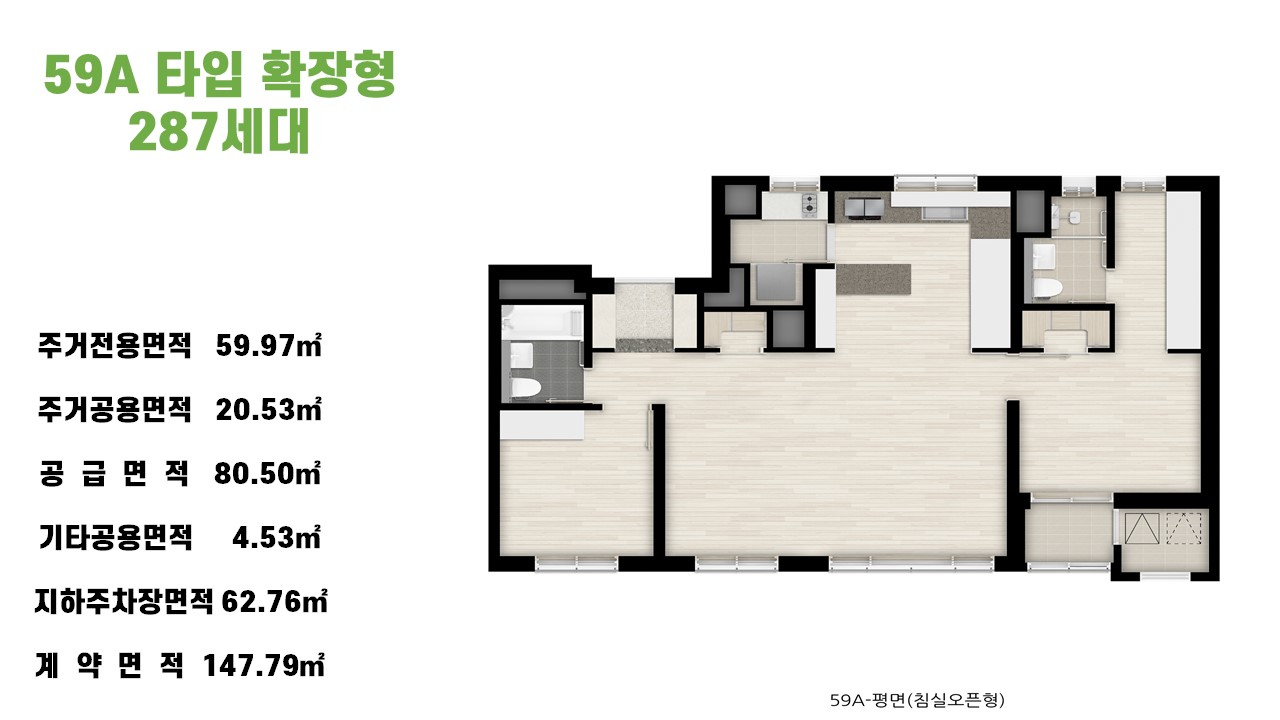 59A 타입 확장형
287세대
주거전용면적 59.97㎡
주거공용면적 20.53㎡
공 급 면 적 80.50㎡
기타공용면적 4.53㎡
지하주차장면적 62.76㎡
계 약 면 적 147.79㎡
59A-평면(침실오픈형)